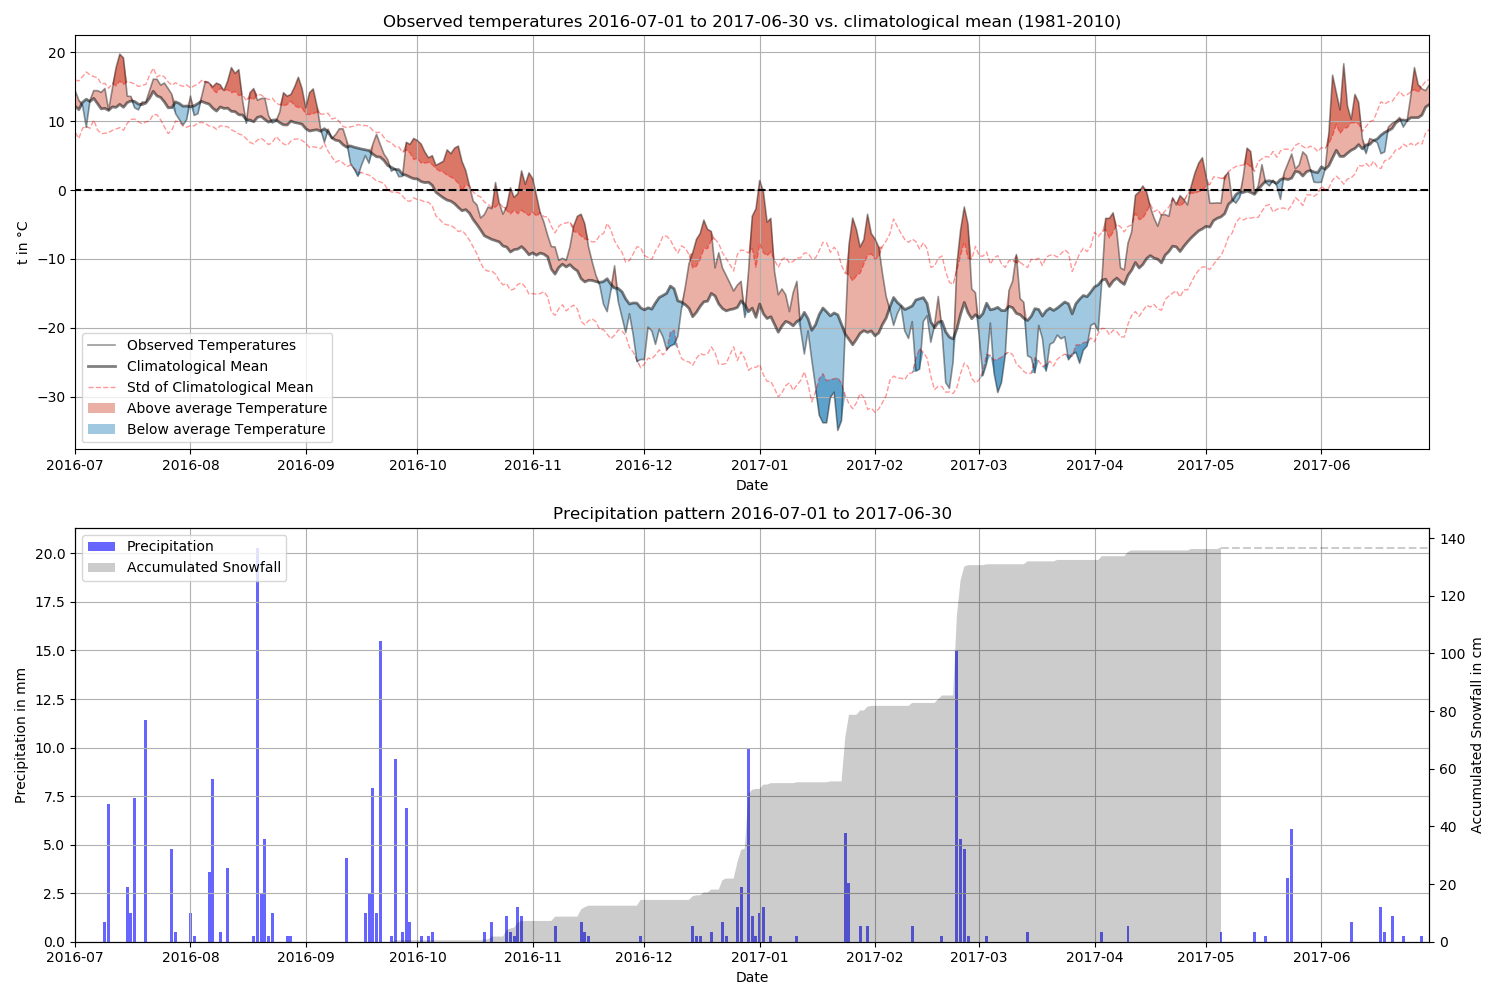 Observed temperatures 2016-07-01 to 2017-06-30 vs. climatological mean (1981-2010)
20
10
0
−10
−20
−30
t in °C
Observed Temperatures
Climatological Mean
Std of Climatological Mean
Above average Temperature
Below average Temperature
2016-07 2016-08 2016-09 2016-10 2016-11 2016-12 2017-01 2017-02 2017-03 2017-04 2017-05 2017-06
Date
Precipitation pattern 2016-07-01 to 2017-06-30
20.0
17.5
15.0
12.5
10.0
7.5
5.0
2.5
0.0
Precipitation in mm
Precipitation
Accumulated Snowfall
140
120
100
80
60
40
20
0
Accumulated Snowfall in cm
2016-07 2016-08 2016-09 2016-10 2016-11 2016-12 2017-01 2017-02 2017-03 2017-04 2017-05 2017-06
Date